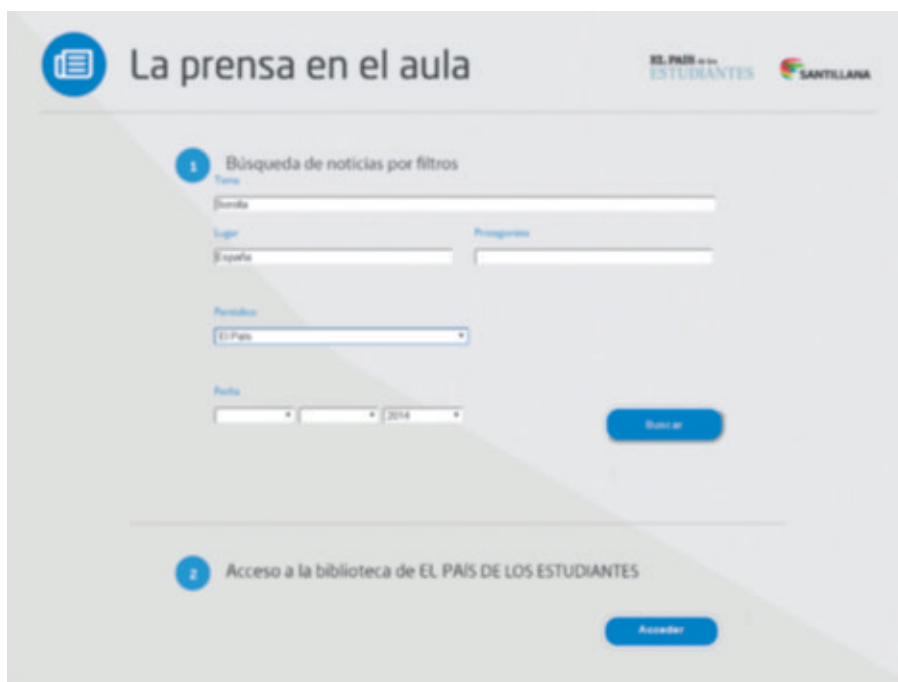 La prensa en el aula
EL PAÍS de los
ESTUDIANTES
SANTILLANA
1
Búsqueda de noticias por filtros
Tema
Lugar
Protagonista
España
Periódico
El País
Fecha
2014
Buscar
2
Acceso a la biblioteca de EL PAÍS DE LOS ESTUDIANTES
Acceder